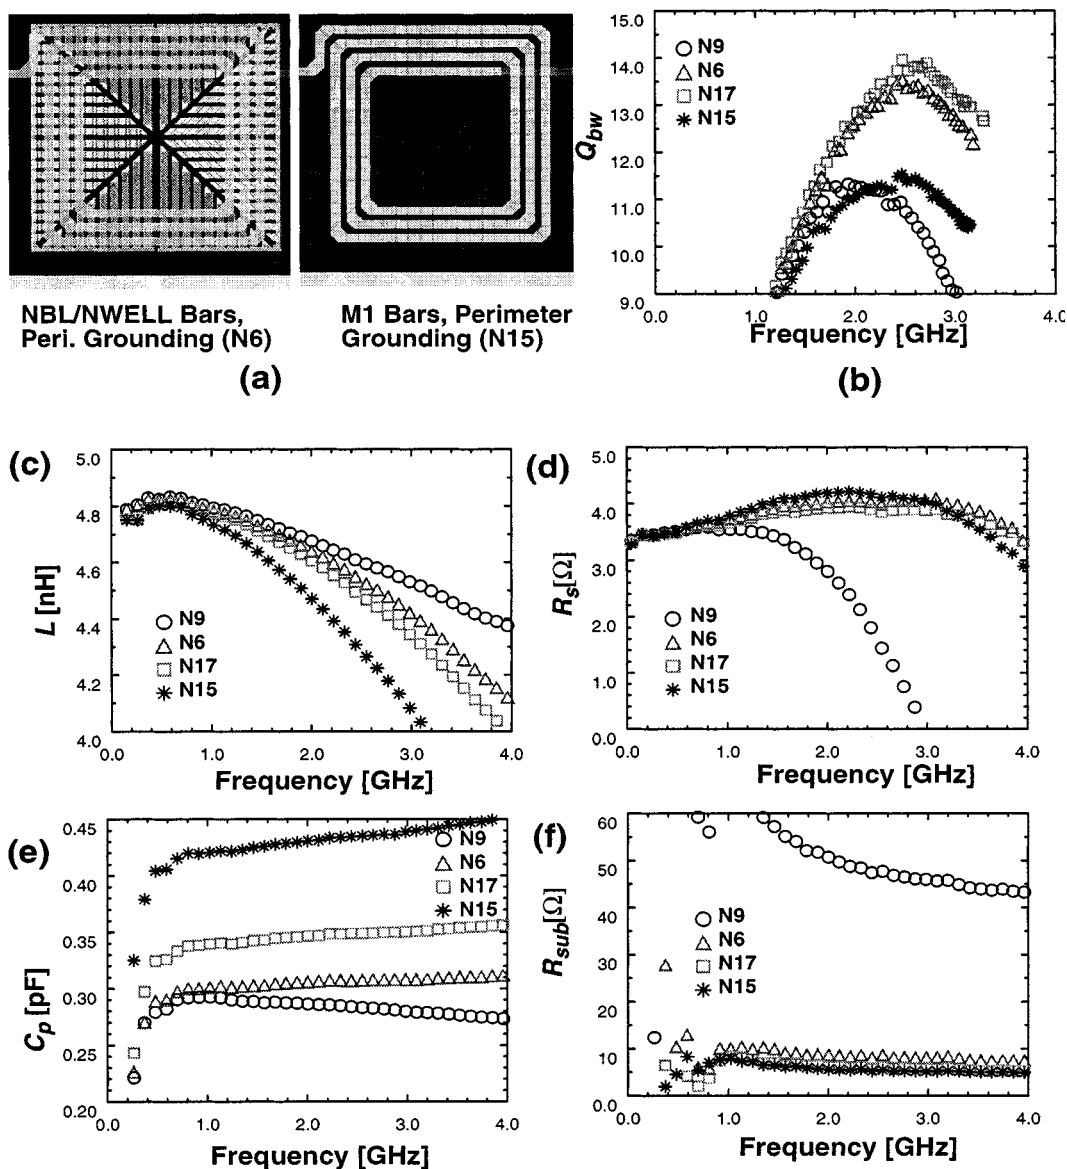 NBL/NWELL Bars,
Peri. Grounding (N6)
M1 Bars, Perimeter
Grounding (N15)
(a)
15.0
14.0
13.0
12.0
11.0
10.0
9.0
Q_bw
N9
N6
N17
N15
0.0 1.0 2.0 3.0 4.0
Frequency [GHz]
(b)
(c)
5.0
4.8
4.6
4.4
4.2
4.0
L [nH]
N9
N6
N17
N15
0.0 1.0 2.0 3.0 4.0
Frequency [GHz]
(d)
5.0
4.0
3.0
2.0
1.0
0.0
R_s[Ω]
N9
N6
N17
N15
0.0 1.0 2.0 3.0 4.0
Frequency [GHz]
(e)
0.45
0.40
0.35
0.30
0.25
0.20
C_p [pF]
N9
N6
N17
N15
0.0 1.0 2.0 3.0 4.0
Frequency [GHz]
(f)
60
50
40
30
20
10
0.0
R_sub[Ω]
N9
N6
N17
N15
0.0 1.0 2.0 3.0 4.0
Frequency [GHz]